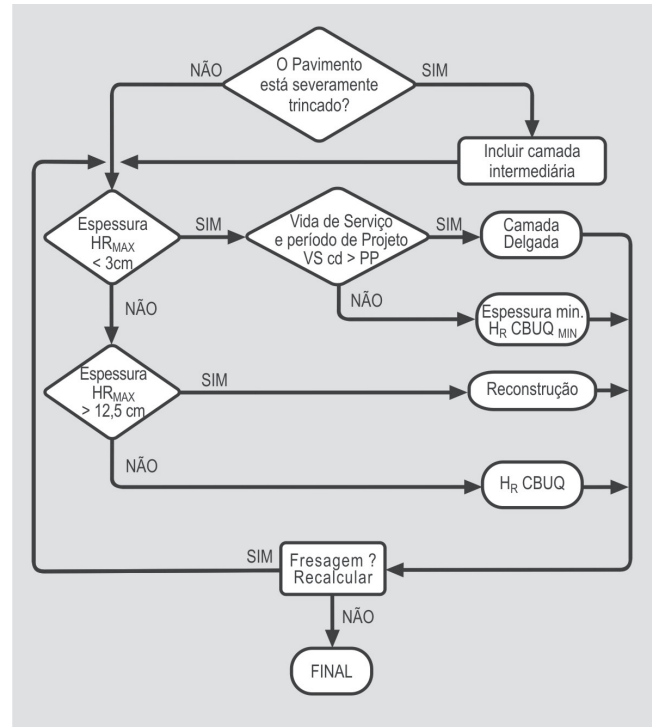 NÃO
O Pavimento
está severamente
trincado?
SIM
Incluir camada
intermediária
Espessura
HRMAX
< 3cm
SIM
Vida de Serviço
e período de Projeto
VS cd > PP
SIM
Camada
Delgada
NÃO
NÃO
Espessura min.
HR CBUQ MIN
Espessura
HRMAX
> 12,5 cm
SIM
Reconstrução
NÃO
HR CBUQ
SIM
Fresagem ?
Recalcular
NÃO
FINAL